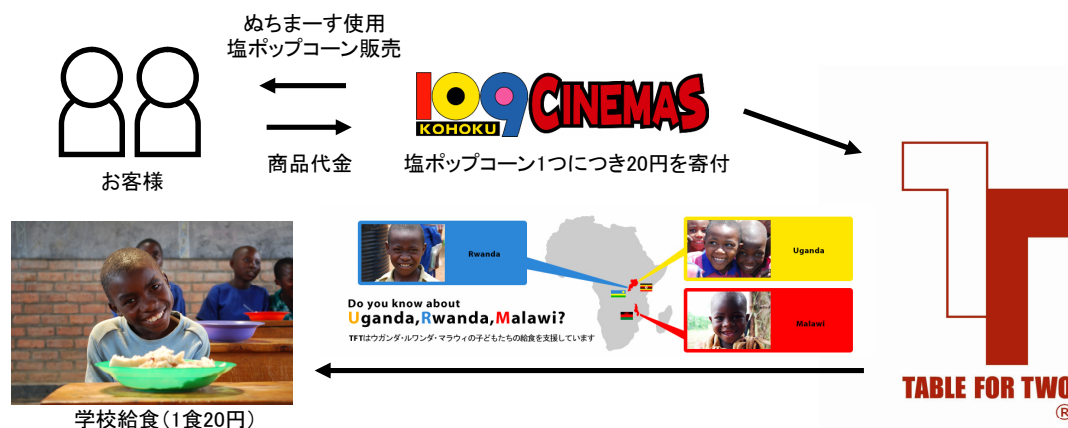 ぬちまーす使用
塩ポップコーン販売
109 CINEMAS
KOHOKU
お客様
商品代金
塩ポップコーン1つにつき20円を寄付
Rwanda
Uganda
Malawi
Do you know about
Uganda,Rwanda,Malawi?
TFTはウガンダ・ルワンダ・マラウィの子どもたちの給食を支援しています
TABLE FOR TWO
®
学校給食(1食20円)